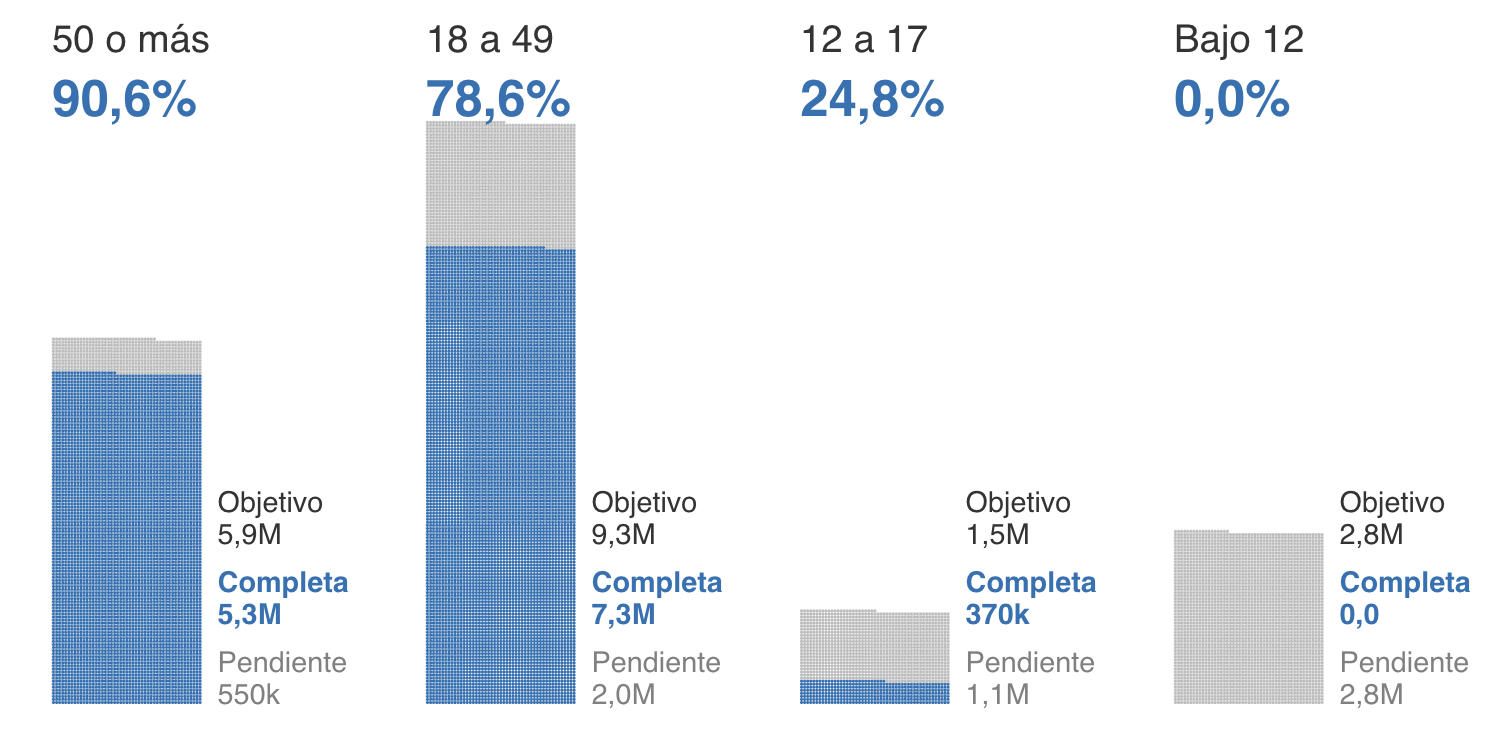 50 o más
90,6%
Objetivo
5,9M
Completa
5,3M
Pendiente
550k
18 a 49
78,6%
Objetivo
9,3M
Completa
7,3M
Pendiente
2,0M
12 a 17
24,8%
Objetivo
1,5M
Completa
370k
Pendiente
1,1M
Bajo 12
0,0%
Objetivo
2,8M
Completa
0,0
Pendiente
2,8M